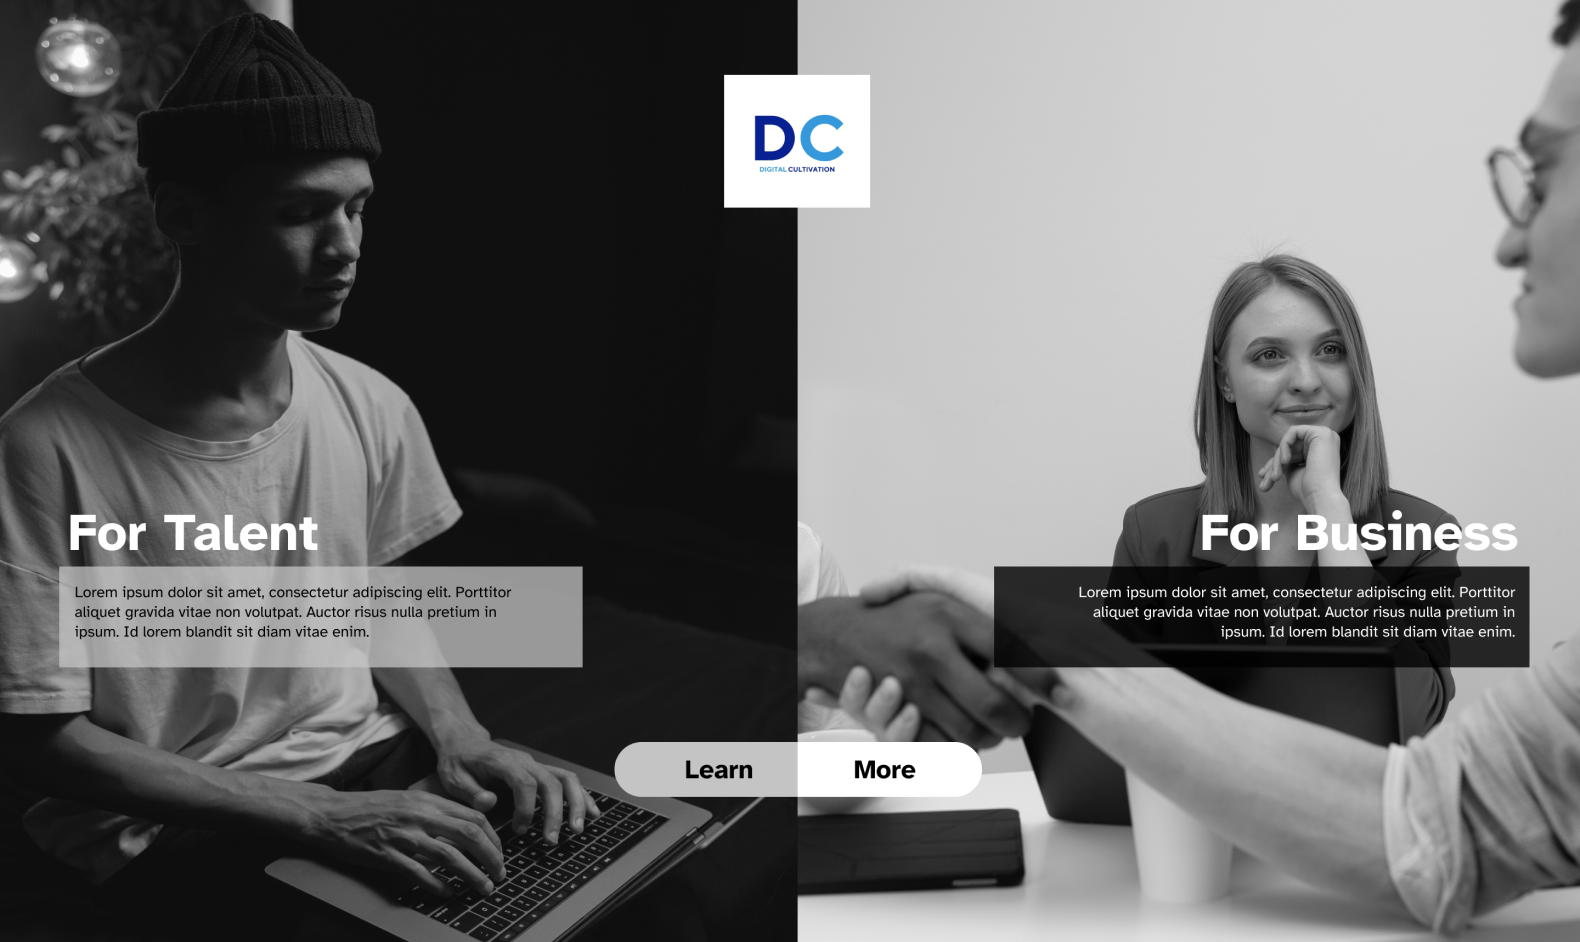 DC
DIGITAL CULTIVATION
For Talent
Lorem ipsum dolor sit amet, consectetur adipiscing elit. Porttitor
aliquet gravida vitae non volutpat. Auctor risus nulla pretium in
ipsum. Id lorem blandit sit diam vitae enim.
For Business
Lorem ipsum dolor sit amet, consectetur adipiscing elit. Porttitor
aliquet gravida vitae non volutpat. Auctor risus nulla pretium in
ipsum. Id lorem blandit sit diam vitae enim.
Learn More